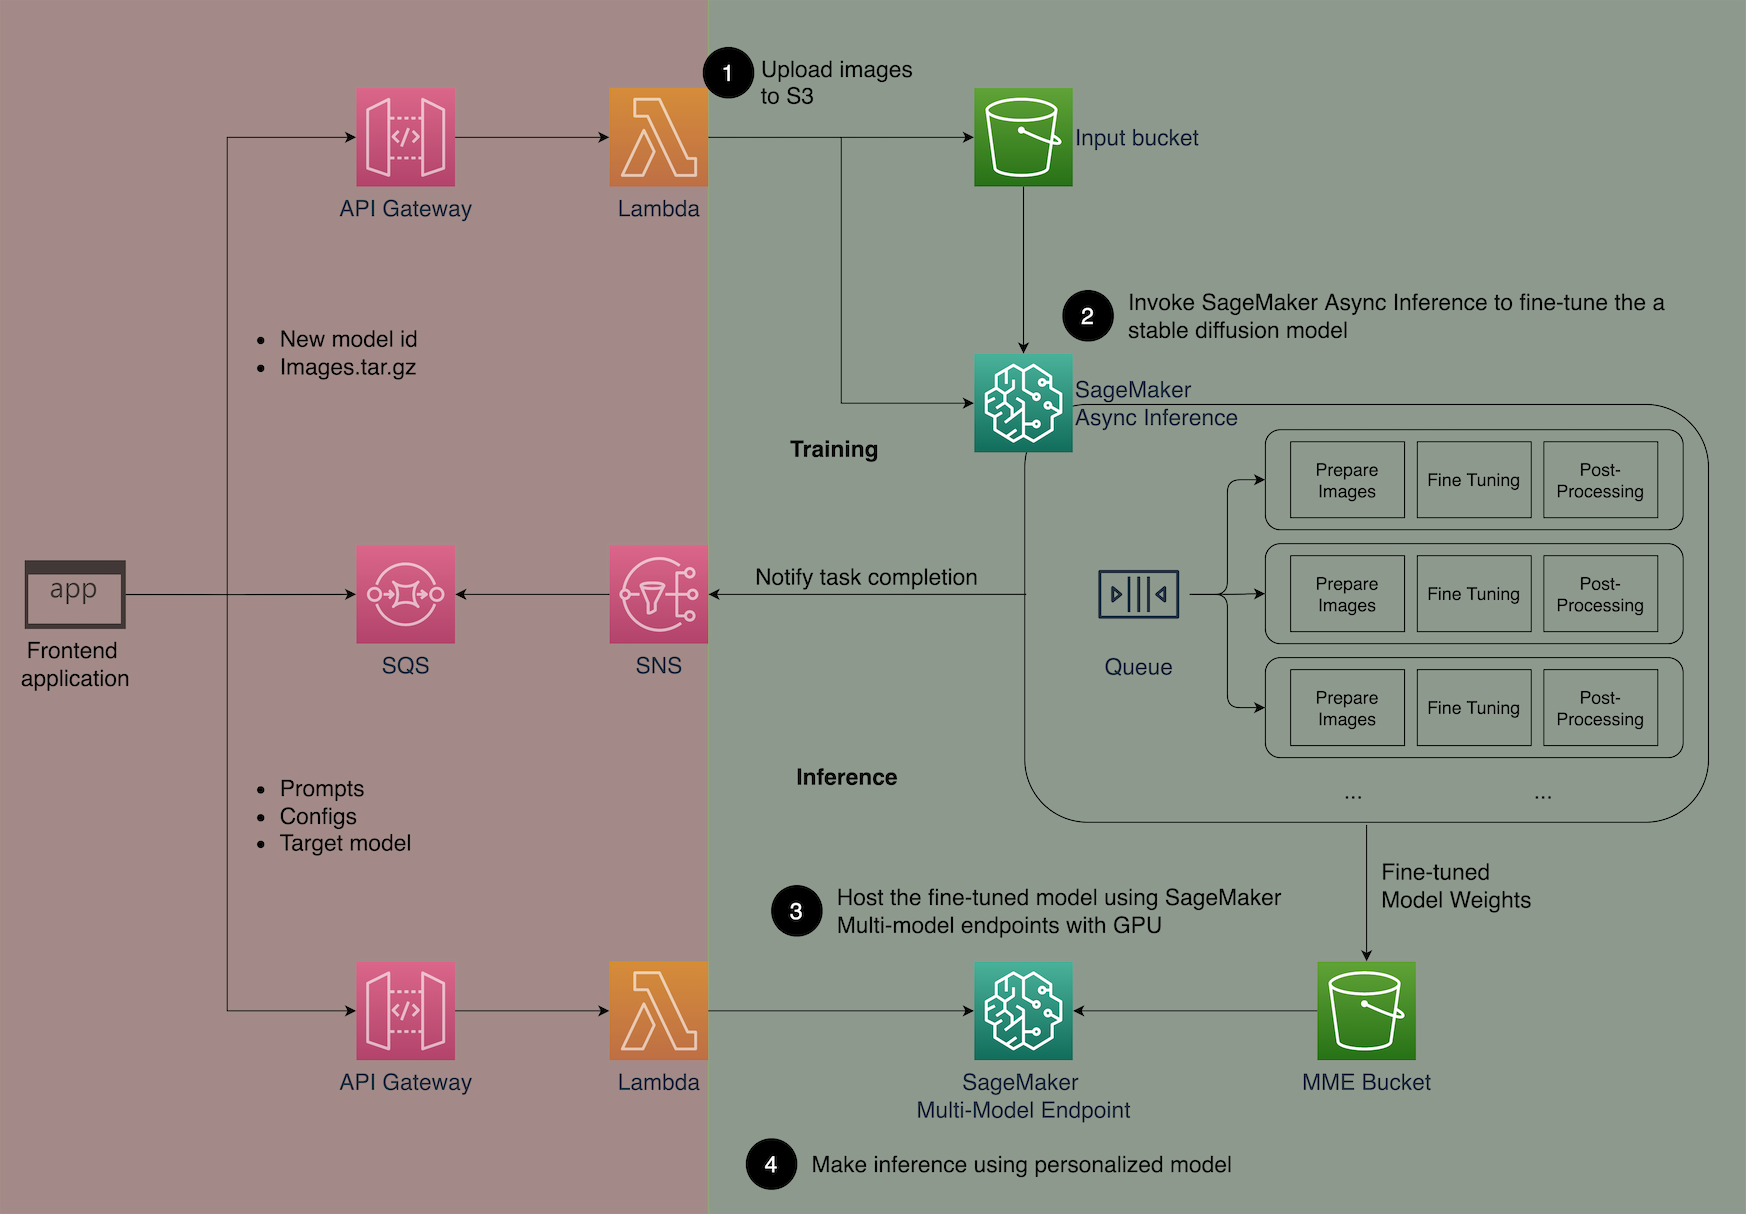 1
Upload images
to S3
Input bucket
API Gateway
Lambda
2
Invoke SageMaker Async Inference to fine-tune the a
stable diffusion model
New model id
Images.tar.gz
SageMaker
Async Inference
Training
Prepare
Images
Fine Tuning
Post-
Processing
app
Frontend
application
SQS
SNS
Notify task completion
Queue
Prepare
Images
Fine Tuning
Post-
Processing
Prepare
Images
Fine Tuning
Post-
Processing
Inference
...
...
Prompts
Configs
Target model
3
Host the fine-tuned model using SageMaker
Multi-model endpoints with GPU
Fine-tuned
Model Weights
API Gateway
Lambda
SageMaker
Multi-Model Endpoint
MME Bucket
4
Make inference using personalized model